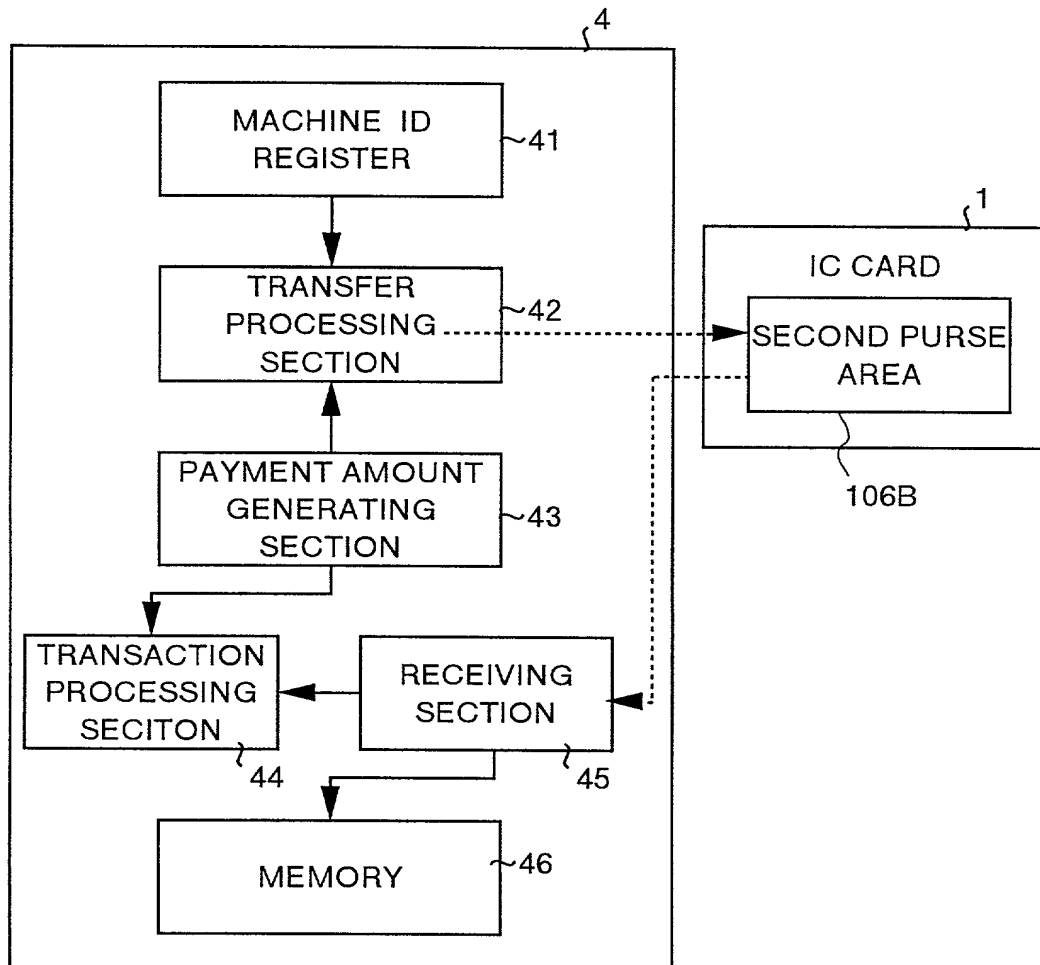 4
MACHINE ID
REGISTER
41
1
IC CARD
TRANSFER
PROCESSING
SECTION
42
SECOND PURSE
AREA
106B
PAYMENT AMOUNT
GENERATING
SECTION
43
TRANSACTION
PROCESSING
SECITON
44
RECEIVING
SECTION
45
MEMORY
46